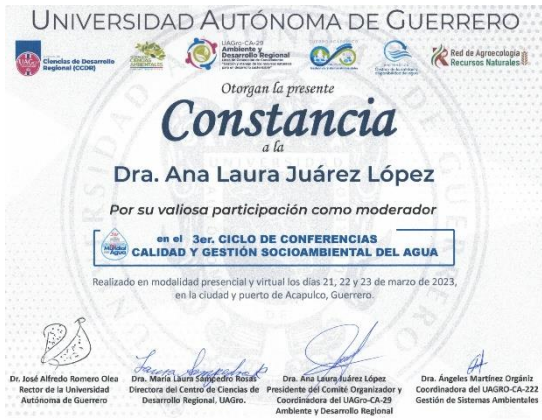 UNIVERSIDAD AUTÓNOMA DE GUERRERO
Ciencias de Desarrollo
Regional (CCDR)
CIENCIAS
AMBIENTALES
UAGro-CA-29
Ambiente y
Desarrollo Regional
Red de Agroecología
Recursos Naturales
Otorgan la presente
Constancia
a la
Dra. Ana Laura Juárez López
Por su valiosa participación como moderador
Mundial
del Agua
en el 3er. CICLO DE CONFERENCIAS
CALIDAD Y GESTIÓN SOCIOAMBIENTAL DEL AGUA
Realizado en modalidad presencial y virtual los días 21, 22 y 23 de marzo de 2023,
en la ciudad y puerto de Acapulco, Guerrero.
Dr. José Alfredo Romero Olea
Rector de la Universidad
Autónoma de Guerrero
Dra. María Laura Sampedro Rosas
Directora del Centro de Ciencias de
Desarrollo Regional, UAGro.
Dra. Ana Laura Juárez López
Presidente del Comité Organizador y
Coordinadora del UAGRO-CA-29
Ambiente y Desarrollo Regional
Dra. Ángeles Martínez Orgániz
Coordinadora del UAGRO-CA-222
Gestión de Sistemas Ambientales